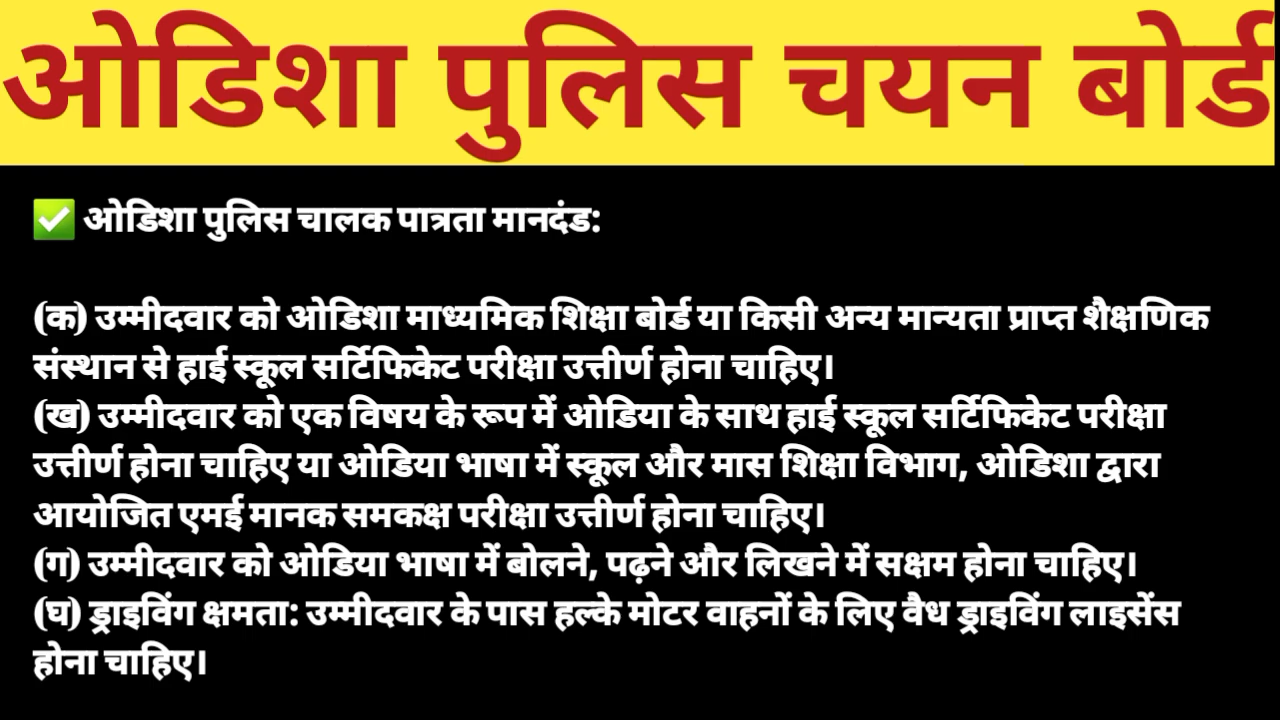 ओडिशा पुलिस चयन बोर्ड
✅ ओडिशा पुलिस चालक पात्रता मानदंड:
(क) उम्मीदवार को ओडिशा माध्यमिक शिक्षा बोर्ड या किसी अन्य मान्यता प्राप्त शैक्षणिक
संस्थान से हाई स्कूल सर्टिफिकेट परीक्षा उत्तीर्ण होना चाहिए।
(ख) उम्मीदवार को एक विषय के रूप में ओडिया के साथ हाई स्कूल सर्टिफिकेट परीक्षा
उत्तीर्ण होना चाहिए या ओडिया भाषा में स्कूल और मास शिक्षा विभाग, ओडिशा द्वारा
आयोजित एमई मानक समकक्ष परीक्षा उत्तीर्ण होना चाहिए।
(ग) उम्मीदवार को ओडिया भाषा में बोलने, पढ़ने और लिखने में सक्षम होना चाहिए।
(घ) ड्राइविंग क्षमता: उम्मीदवार के पास हल्के मोटर वाहनों के लिए वैध ड्राइविंग लाइसेंस
होना चाहिए।